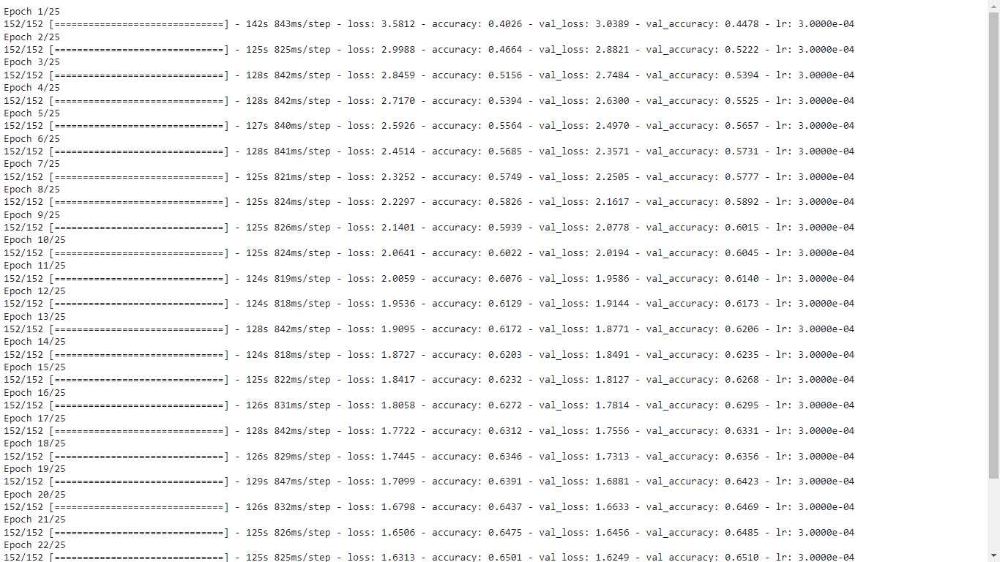 Epoch 1/25
152/152 [==============================] - 142s 843ms/step - loss: 3.5812 - accuracy: 0.4026 - val_loss: 3.0389 - val_accuracy: 0.4478 - lr: 3.0000e-04
Epoch 2/25
152/152 [==============================] - 125s 825ms/step - loss: 2.9988 - accuracy: 0.4664 - val_loss: 2.8821 - val_accuracy: 0.5222 - lr: 3.0000e-04
Epoch 3/25
152/152 [==============================] - 128s 842ms/step - loss: 2.8459 - accuracy: 0.5156 - val_loss: 2.7484 - val_accuracy: 0.5394 - lr: 3.0000e-04
Epoch 4/25
152/152 [==============================] - 128s 842ms/step - loss: 2.7170 - accuracy: 0.5394 - val_loss: 2.6300 - val_accuracy: 0.5525 - lr: 3.0000e-04
Epoch 5/25
152/152 [==============================] - 127s 840ms/step - loss: 2.5926 - accuracy: 0.5564 - val_loss: 2.4970 - val_accuracy: 0.5657 - lr: 3.0000e-04
Epoch 6/25
152/152 [==============================] - 128s 841ms/step - loss: 2.4514 - accuracy: 0.5685 - val_loss: 2.3571 - val_accuracy: 0.5731 - lr: 3.0000e-04
Epoch 7/25
152/152 [==============================] - 125s 821ms/step - loss: 2.3252 - accuracy: 0.5749 - val_loss: 2.2505 - val_accuracy: 0.5777 - lr: 3.0000e-04
Epoch 8/25
152/152 [==============================] - 125s 824ms/step - loss: 2.2297 - accuracy: 0.5826 - val_loss: 2.1617 - val_accuracy: 0.5892 - lr: 3.0000e-04
Epoch 9/25
152/152 [==============================] - 125s 826ms/step - loss: 2.1401 - accuracy: 0.5939 - val_loss: 2.0778 - val_accuracy: 0.6015 - lr: 3.0000e-04
Epoch 10/25
152/152 [==============================] - 125s 824ms/step - loss: 2.0641 - accuracy: 0.6022 - val_loss: 2.0194 - val_accuracy: 0.6045 - lr: 3.0000e-04
Epoch 11/25
152/152 [==============================] - 124s 819ms/step - loss: 2.0059 - accuracy: 0.6076 - val_loss: 1.9586 - val_accuracy: 0.6140 - lr: 3.0000e-04
Epoch 12/25
152/152 [==============================] - 124s 818ms/step - loss: 1.9536 - accuracy: 0.6129 - val_loss: 1.9144 - val_accuracy: 0.6173 - lr: 3.0000e-04
Epoch 13/25
152/152 [==============================] - 128s 842ms/step - loss: 1.9095 - accuracy: 0.6172 - val_loss: 1.8771 - val_accuracy: 0.6206 - lr: 3.0000e-04
Epoch 14/25
152/152 [==============================] - 124s 818ms/step - loss: 1.8727 - accuracy: 0.6203 - val_loss: 1.8491 - val_accuracy: 0.6235 - lr: 3.0000e-04
Epoch 15/25
152/152 [==============================] - 125s 822ms/step - loss: 1.8417 - accuracy: 0.6232 - val_loss: 1.8127 - val_accuracy: 0.6268 - lr: 3.0000e-04
Epoch 16/25
152/152 [==============================] - 126s 831ms/step - loss: 1.8058 - accuracy: 0.6272 - val_loss: 1.7814 - val_accuracy: 0.6295 - lr: 3.0000e-04
Epoch 17/25
152/152 [==============================] - 128s 842ms/step - loss: 1.7722 - accuracy: 0.6312 - val_loss: 1.7556 - val_accuracy: 0.6331 - lr: 3.0000e-04
Epoch 18/25
152/152 [==============================] - 126s 829ms/step - loss: 1.7445 - accuracy: 0.6346 - val_loss: 1.7313 - val_accuracy: 0.6356 - lr: 3.0000e-04
Epoch 19/25
152/152 [==============================] - 129s 847ms/step - loss: 1.7099 - accuracy: 0.6391 - val_loss: 1.6881 - val_accuracy: 0.6423 - lr: 3.0000e-04
Epoch 20/25
152/152 [==============================] - 126s 832ms/step - loss: 1.6798 - accuracy: 0.6437 - val_loss: 1.6633 - val_accuracy: 0.6469 - lr: 3.0000e-04
Epoch 21/25
152/152 [==============================] - 125s 826ms/step - loss: 1.6506 - accuracy: 0.6475 - val_loss: 1.6456 - val_accuracy: 0.6485 - lr: 3.0000e-04
Epoch 22/25
152/152 [==============================] - 125s 825ms/step - loss: 1.6313 - accuracy: 0.6501 - val_loss: 1.6249 - val_accuracy: 0.6510 - lr: 3.0000e-04